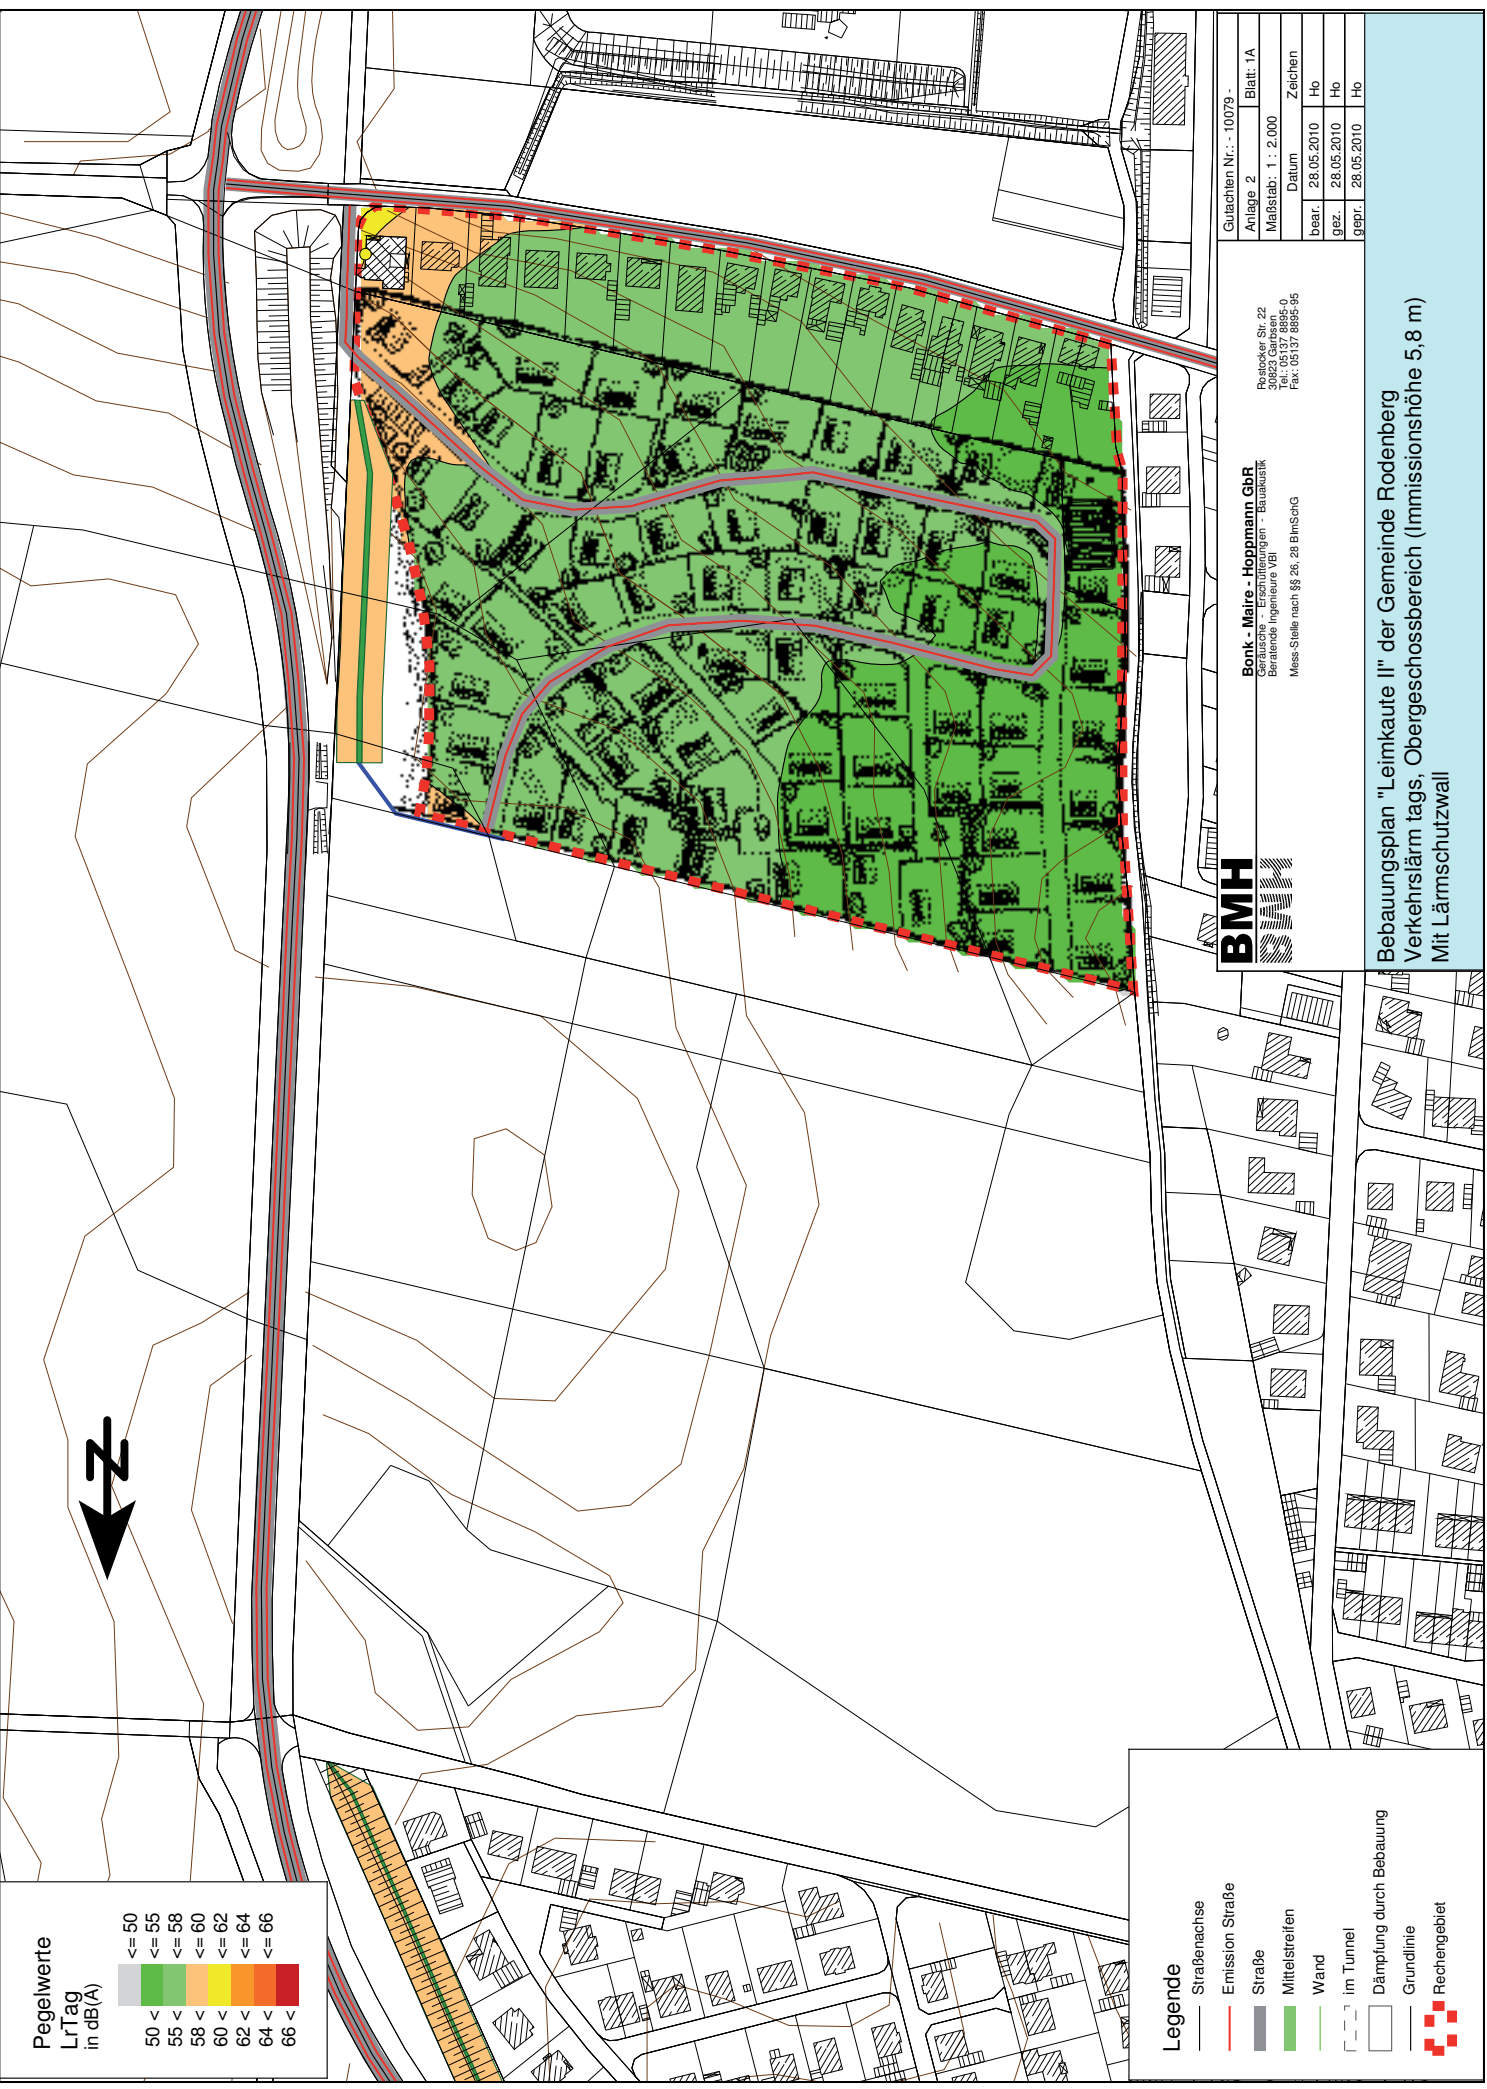 Pegelwerte
LrTag
in dB(A)
<= 50
50 < <= 55
55 < <= 58
58 < <= 60
60 < <= 62
62 < <= 64
64 < <= 66
66 <
N
Legende
Straßenachse
Emission Straße
Straße
Mittelstreifen
Wand
im Tunnel
Dämpfung durch Bebauung
Grundlinie
Rechengebiet
BMH
BMH
Bonk - Maire - Hoppmann GbR
Geräusche - Erschütterungen - Bauakustik
Beratende Ingenieure VBI
Mess-Stelle nach §§ 26, 28 BImSchG
Rostocker Str. 22
30823 Garbsen
Tel.: 05137 8895-0
Fax: 05137 8895-95
Gutachten Nr.: - 10079 -
Anlage 2 Blatt: 1A
Maßstab: 1 : 2.000
Datum Zeichen
bear. 28.05.2010 Ho
gez. 28.05.2010 Ho
gepr. 28.05.2010 Ho
Bebauungsplan "Leimkaute II" der Gemeinde Rodenberg
Verkehrslärm tags, Obergeschossbereich (Immissionshöhe 5,8 m)
Mit Lärmschutzwall